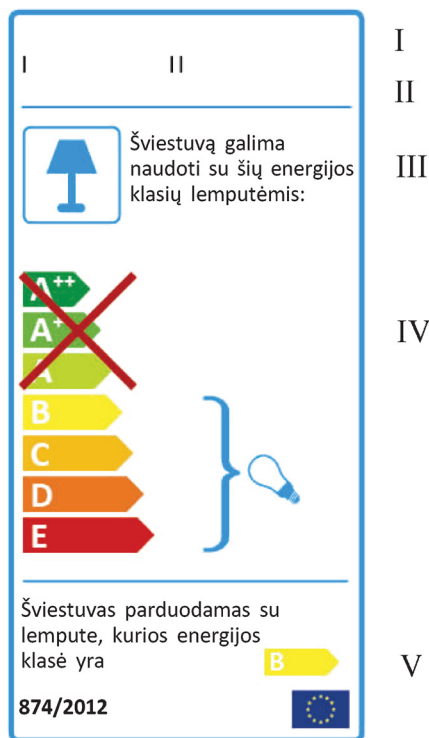 I
I II
II
Šviestuvą galima
naudoti su šių energijos
klasių lemputėmis:
III
A++
A+
A
IV
B
C
D
E
Šviestuvas parduodamas su
lempute, kurios energijos
klasė yra
B
V
874/2012